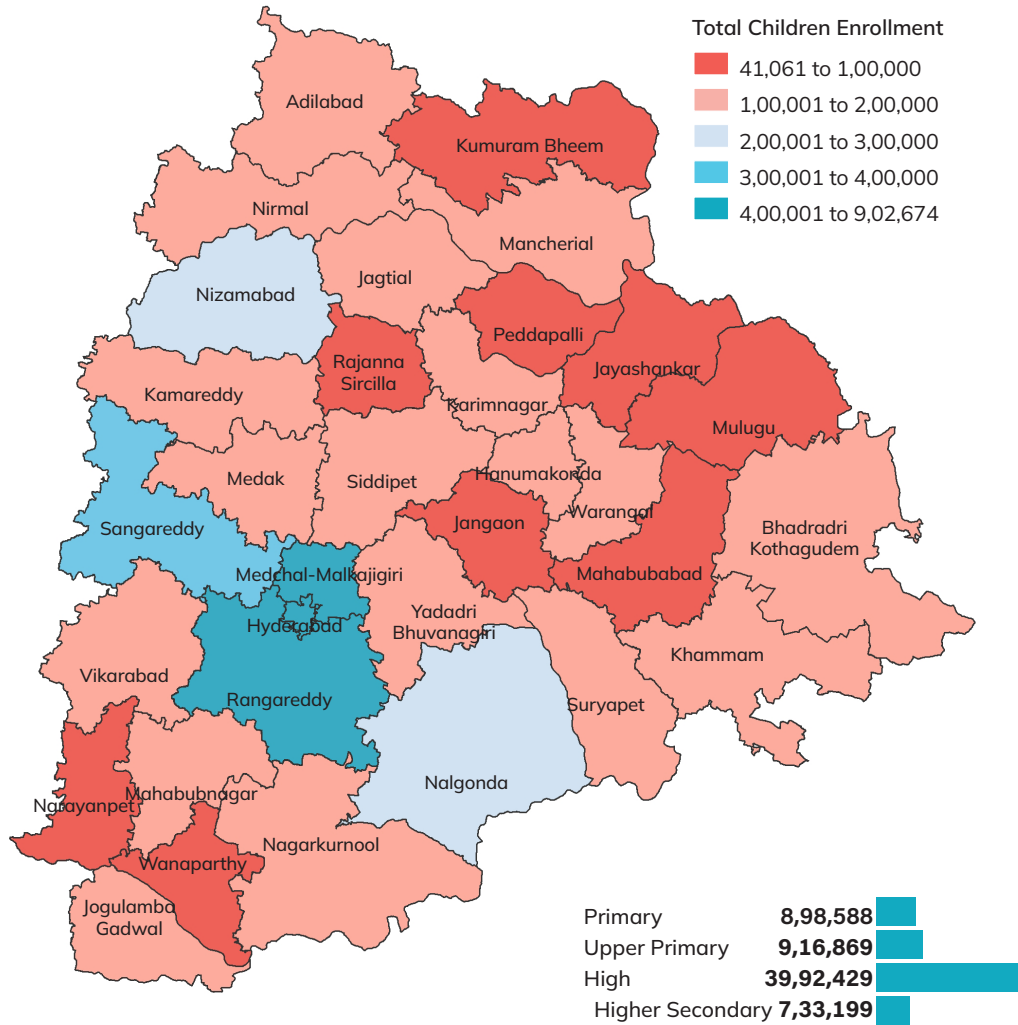 Total Children Enrollment
41,061 to 1,00,000
1,00,001 to 2,00,000
2,00,001 to 3,00,000
3,00,001 to 4,00,000
4,00,001 to 9,02,674
Adilabad
Kumuram Bheem
Nirmal
Mancherial
Jagtial
Nizamabad
Peddapalli
Rajanna
Sircilla
Jayashankar
Kamareddy
Karimnagar
Mulugu
Medak
Siddipet
Hanumakonda
Warangal
Sangareddy
Jangaon
Bhadradri
Kothagudem
Medchal-Malkajigiri
Mahabubabad
Hyderabad
Yadadri
Bhuvanagiri
Khammam
Vikarabad
Rangareddy
Suryapet
Nalgonda
Narayanpet
Mahabubnagar
Nagarkurnool
Wanaparthy
Jogulamba
Gadwal
Primary 8,98,588
Upper Primary 9,16,869
High 39,92,429
Higher Secondary 7,33,199